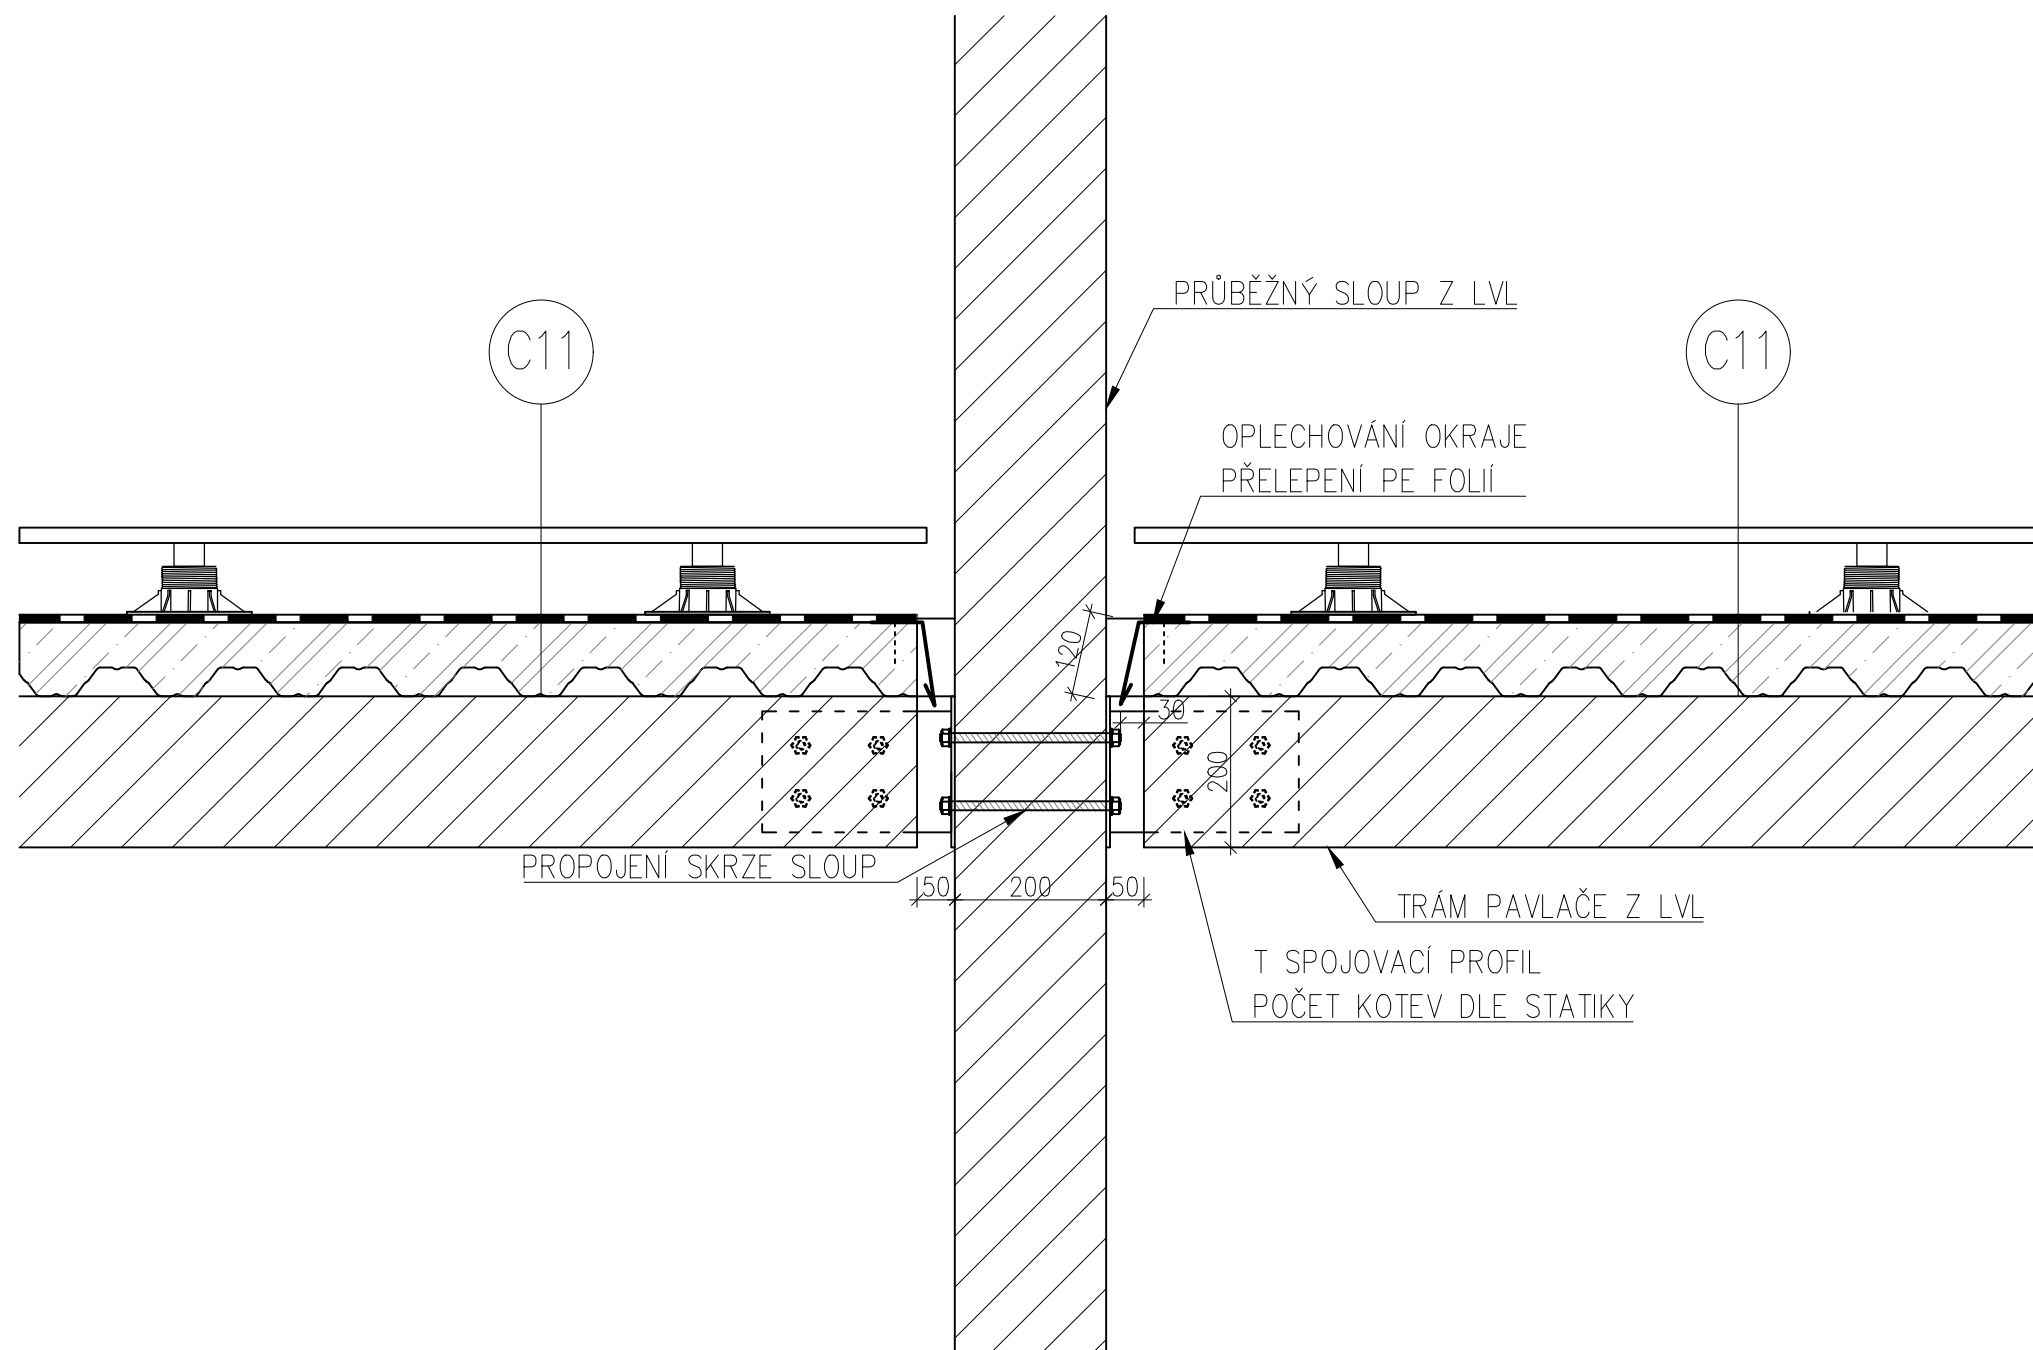 PRŮBĚŽNÝ SLOUP Z LVL
C11
C11
OPLECHOVÁNÍ OKRAJE
PŘELEPENÍ PE FOLIÍ
120
30
200
PROPOJENÍ SKRZE SLOUP
50
200
50
TRÁM PAVLAČE Z LVL
T SPOJOVACÍ PROFIL
POČET KOTEV DLE STATIKY